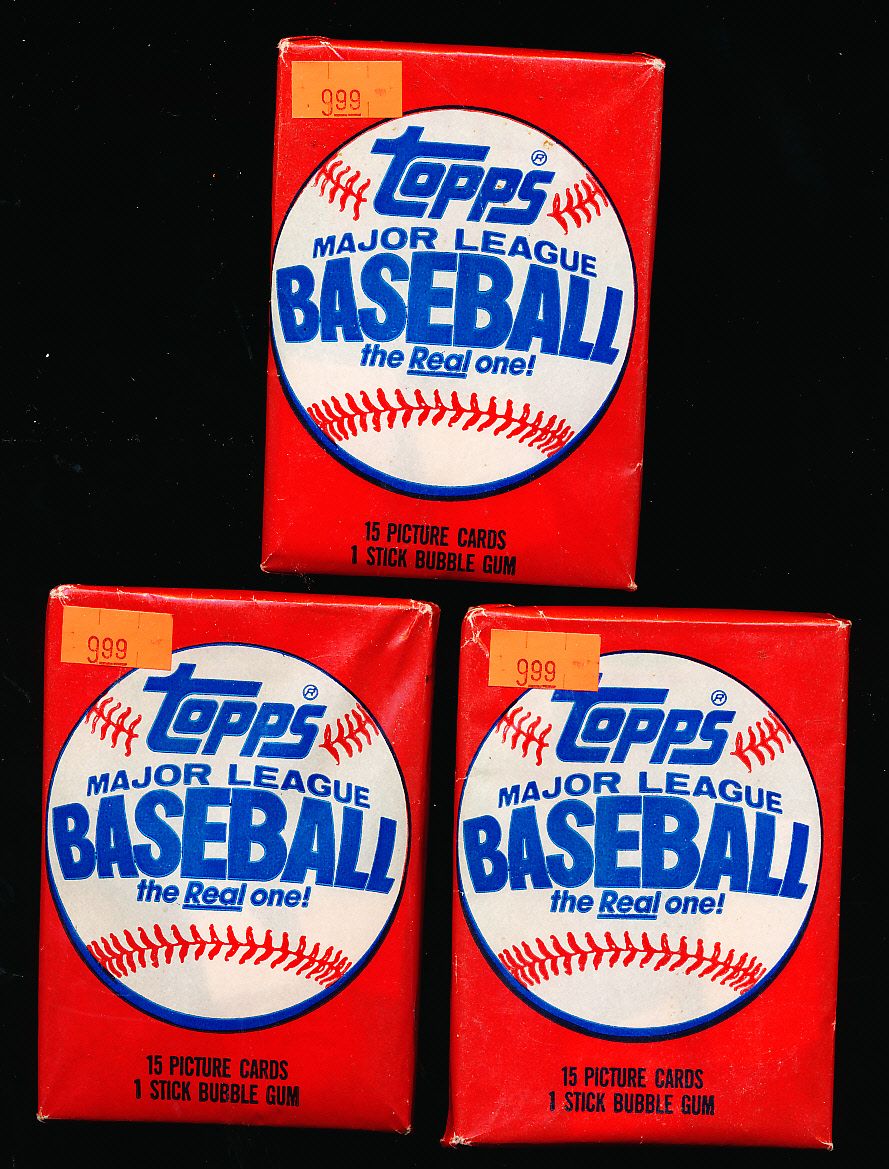 999
Topps ®
MAJOR LEAGUE
BASEBALL
the Real one!
15 PICTURE CARDS
1 STICK BUBBLE GUM
999
Topps ®
MAJOR LEAGUE
BASEBALL
the Real one!
15 PICTURE CARDS
1 STICK BUBBLE GUM
999
Topps ®
MAJOR LEAGUE
BASEBALL
the Real one!
15 PICTURE CARDS
1 STICK BUBBLE GUM